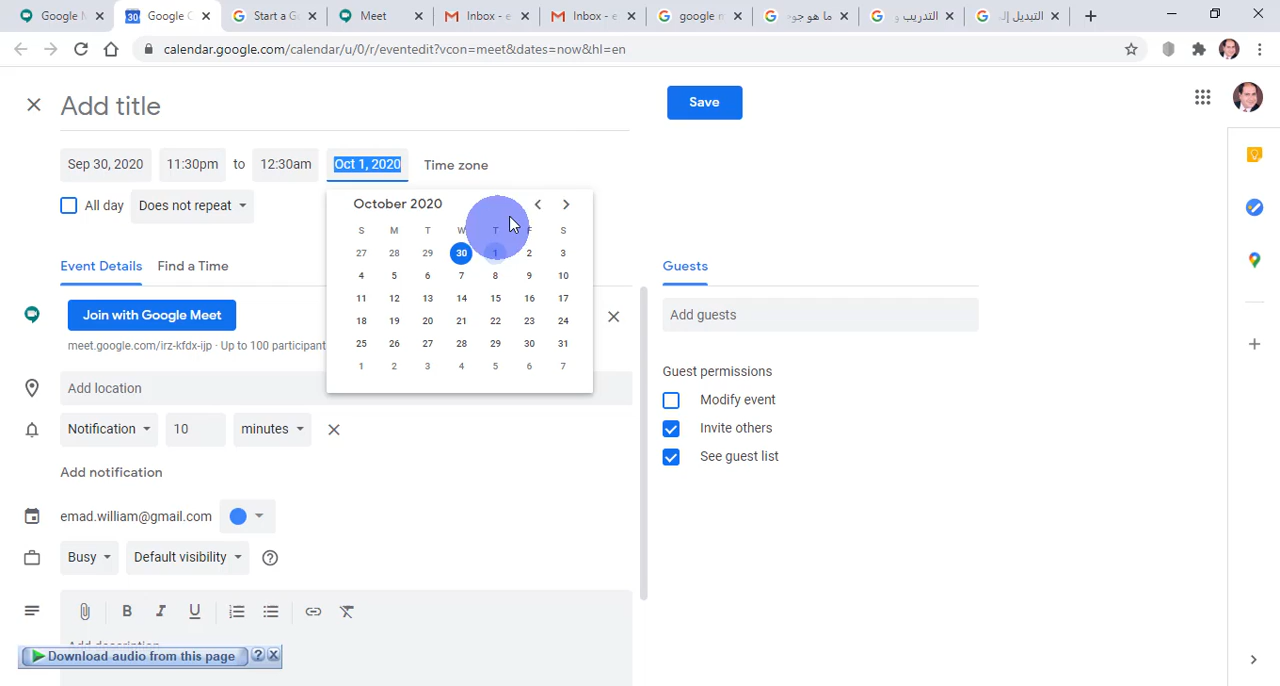 Google M
Google C
Start a G
Meet
Inbox - e
Inbox - e
google m
ما هو جو
التدريب و
التبديل إل
calendar.google.com/calendar/u/0/r/eventedit?vcon=meet&dates=now&hl=en
Add title
Save
Sep 30, 2020 11:30pm to 12:30am Oct 1, 2020 Time zone
All day Does not repeat
October 2020
S M T W T F S
27 28 29 30 1 2 3
4 5 6 7 8 9 10
11 12 13 14 15 16 17
18 19 20 21 22 23 24
25 26 27 28 29 30 31
1 2 3 4 5 6 7
Event Details Find a Time
Guests
Join with Google Meet
Add guests
meet.google.com/irz-kfdx-ijp · Up to 100 participant
Guest permissions
Add location
Modify event
Notification 10 minutes
Invite others
See guest list
Add notification
emad.william@gmail.com
Busy Default visibility
B I U
Add description
Download audio from this page